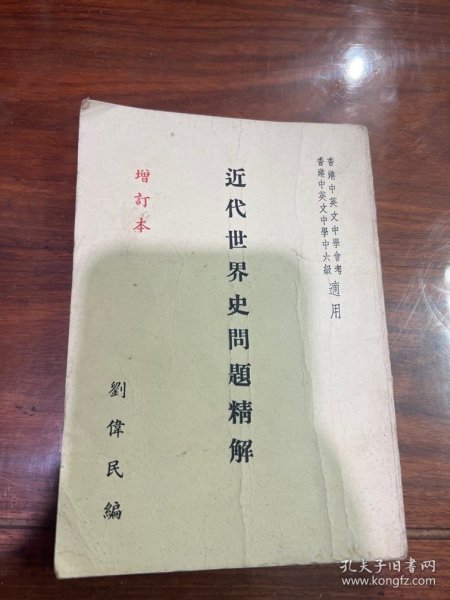 香港中英文中學會考
香港中英文中學中六級
適用
近代世界史問題精解
增訂本
劉偉民編
孔夫子旧书网
www.kongfz.com